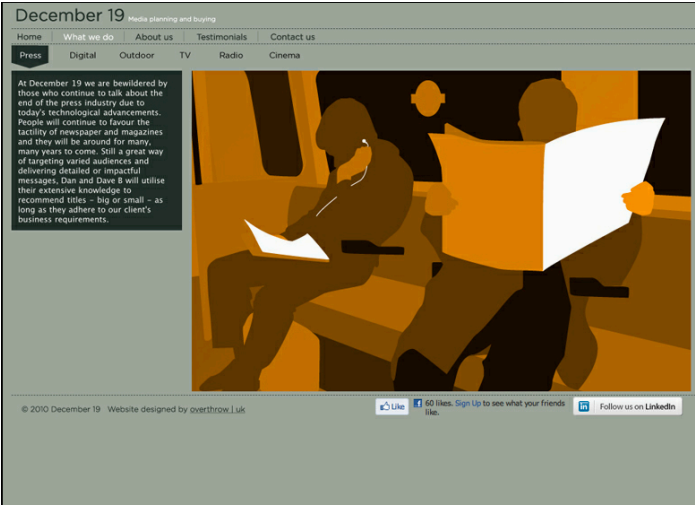 December 19 Media planning and buying
Home What we do About us Testimonials Contact us
Press Digital Outdoor TV Radio Cinema
At December 19 we are bewildered by
those who continue to talk about the
end of the press industry due to
today's technological advancements.
People will continue to favour the
tactility of newspaper and magazines
and they will be around for many,
many years to come. Still a great way
of targeting varied audiences and
delivering detailed or impactful
messages, Dan and Dave B will utilise
their extensive knowledge to
recommend titles – big or small – as
long as they adhere to our client's
business requirements.
© 2010 December 19 Website designed by overthrow | uk
Like
60 likes. Sign Up to see what your friends
like.
in Follow us on LinkedIn